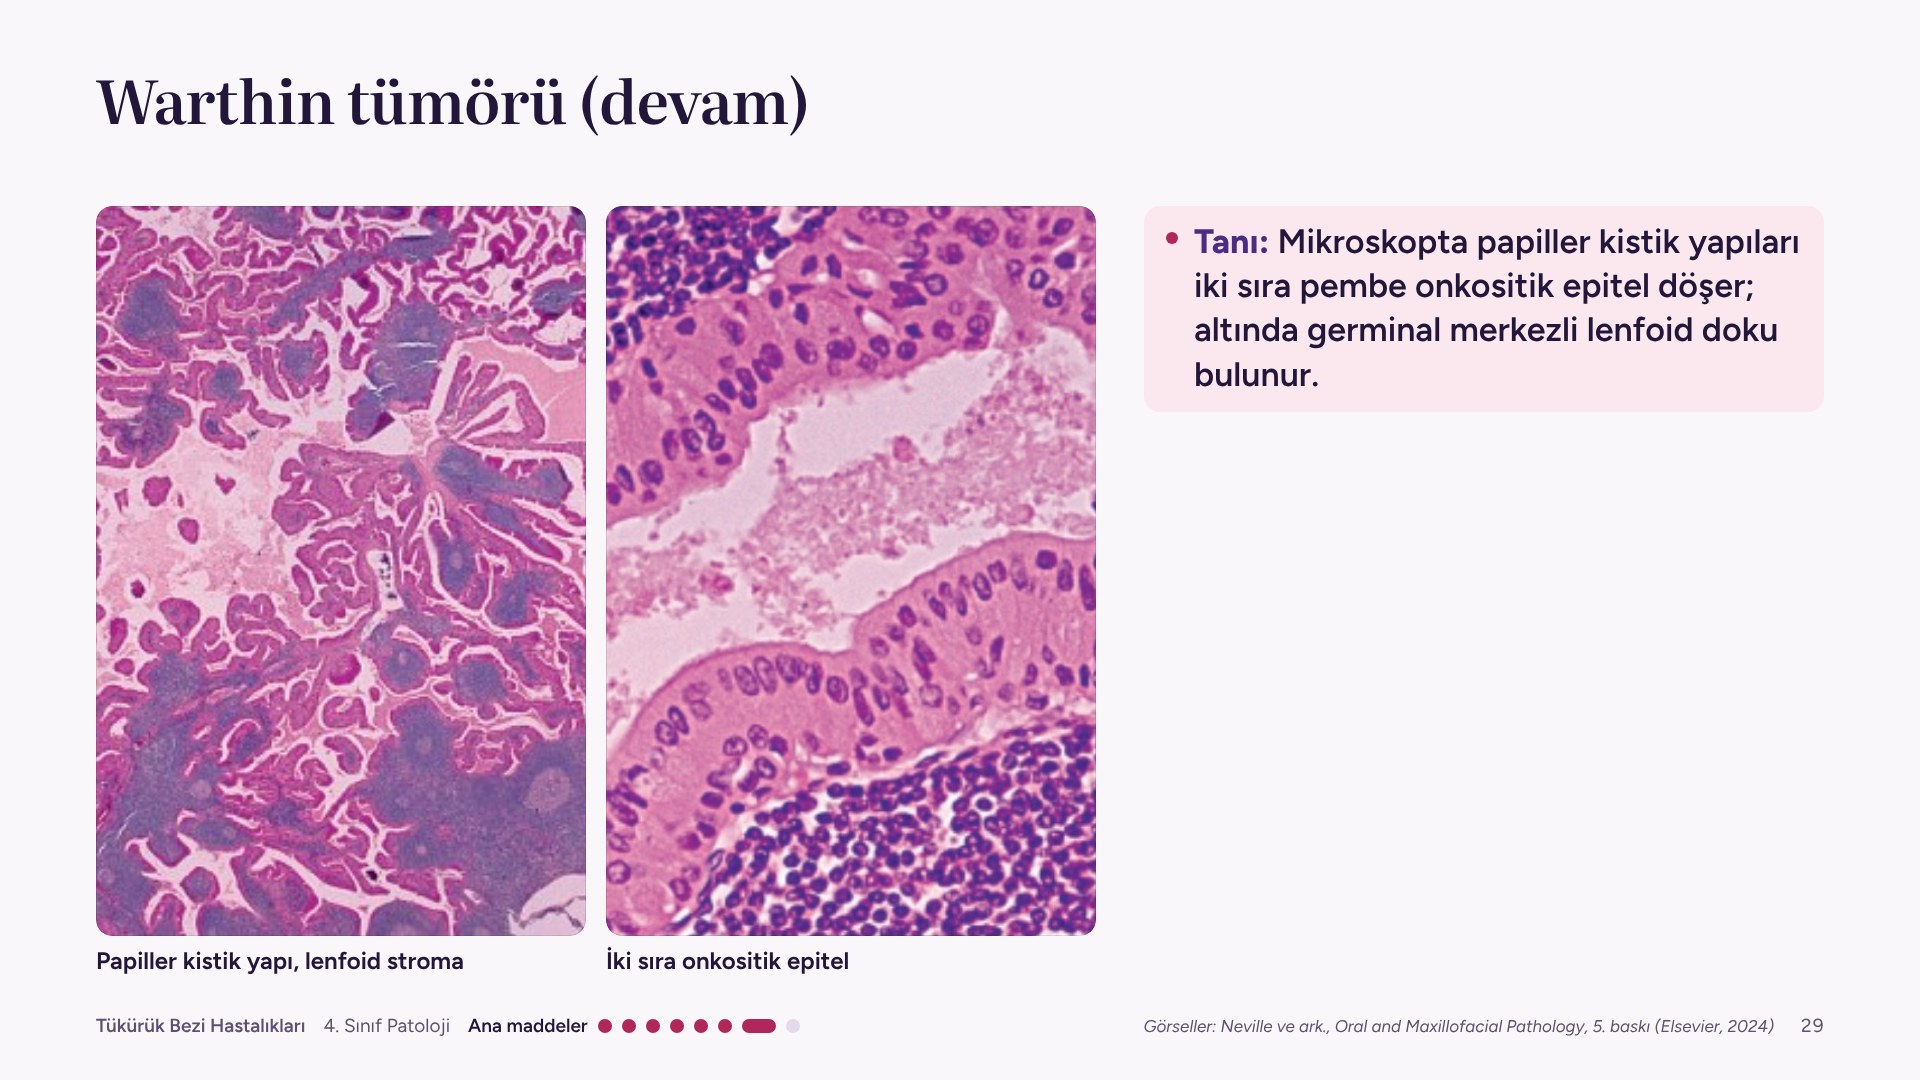 Warthin tümörü (devam)
Tanı: Mikroskopta papiller kistik yapıları
iki sıra pembe onkositik epitel döşer;
altında germinal merkezli lenfoid doku
bulunur.
Papiller kistik yapı, lenfoid stroma
İki sıra onkositik epitel
Tükürük Bezi Hastalıkları 4. Sınıf Patoloji Ana maddeler
Görseller: Neville ve ark., Oral and Maxillofacial Pathology, 5. baskı (Elsevier, 2024) 29